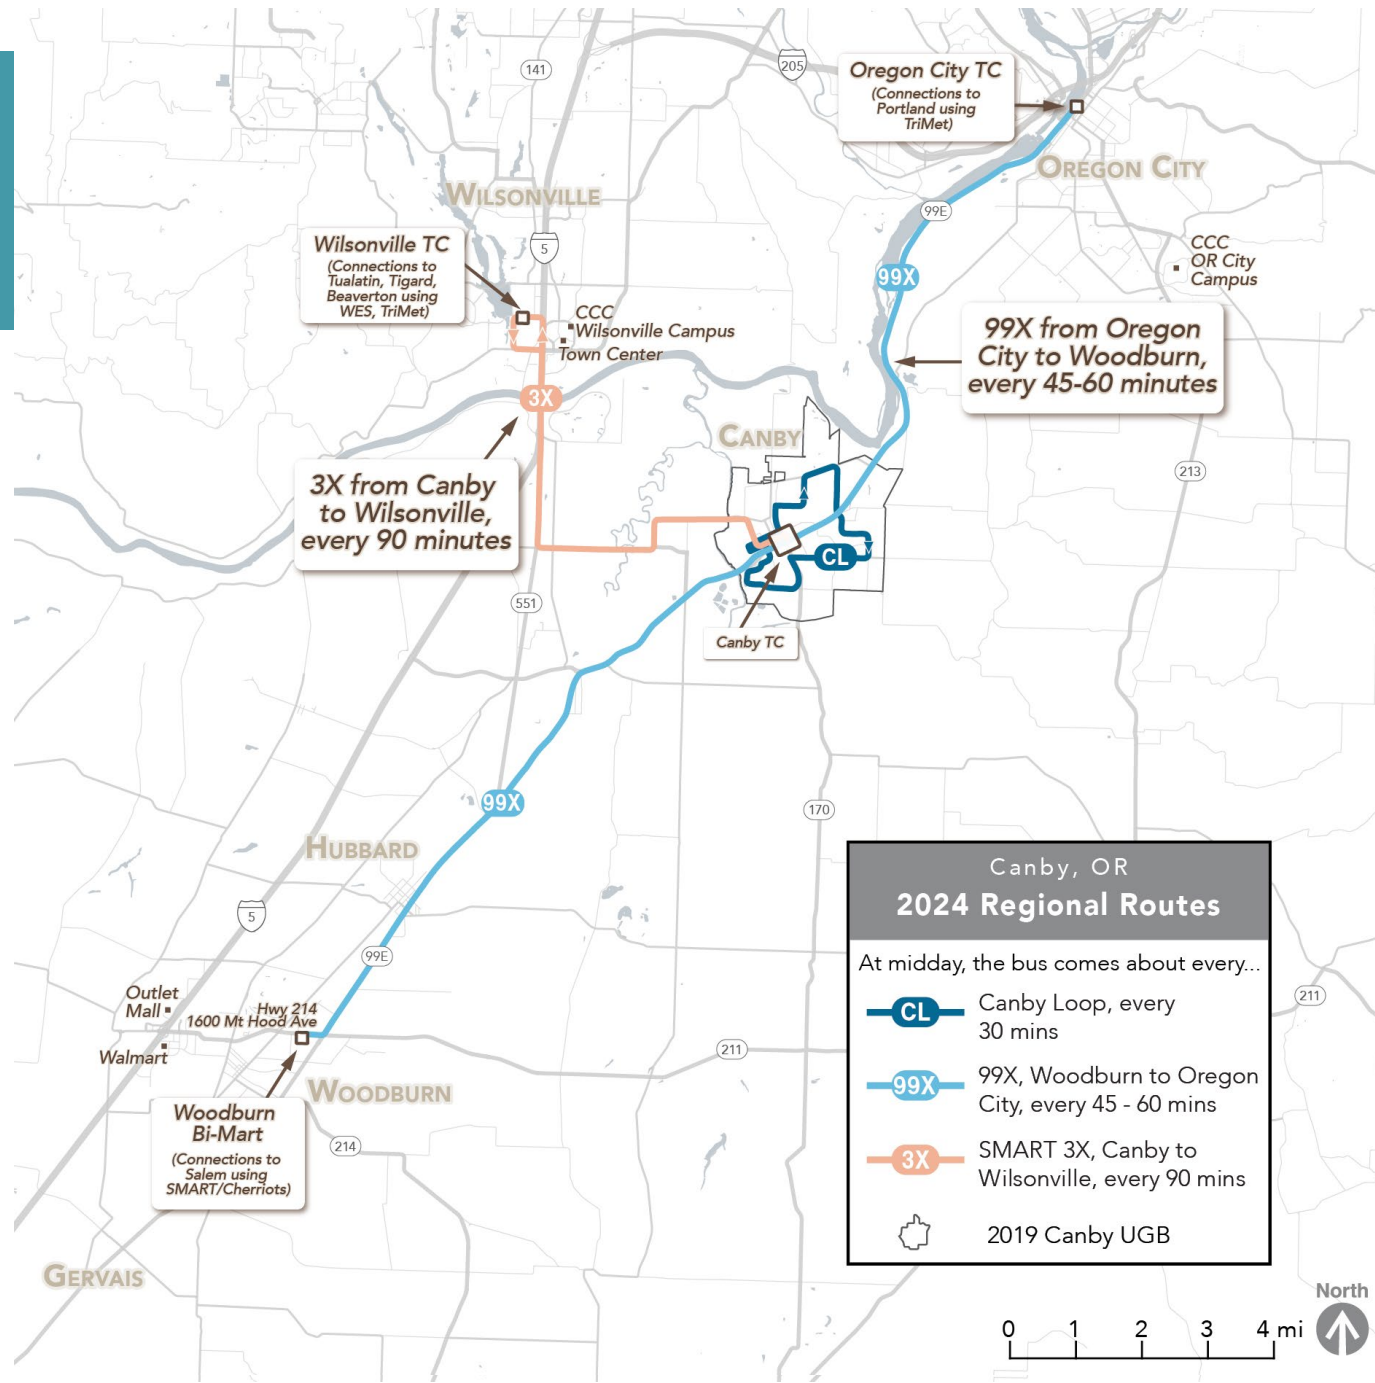 141
205
Oregon City TC
(Connections to
Portland using
TriMet)
OREGON CITY
WILSONVILLE
99E
Wilsonville TC
(Connections to
Tualatin, Tigard,
Beaverton using
WES, TriMet)
5
CCC
OR City
Campus
99X
CCC
Wilsonville Campus
Town Center
99X from Oregon
City to Woodburn,
every 45-60 minutes
3X
CANBY
213
3X from Canby
to Wilsonville,
every 90 minutes
CL
551
Canby TC
99X
170
HUBBARD
5
99E
Outlet
Mall
Hwy 214
1600 Mt Hood Ave
Walmart
211
211
WOODBURN
Woodburn
Bi-Mart
(Connections to
Salem using
SMART/Cherriots)
214
GERVAIS
Canby, OR
2024 Regional Routes
At midday, the bus comes about every...
CL
Canby Loop, every
30 mins
99X
99X, Woodburn to Oregon
City, every 45 - 60 mins
3X
SMART 3X, Canby to
Wilsonville, every 90 mins
2019 Canby UGB
North
0 1 2 3 4 mi